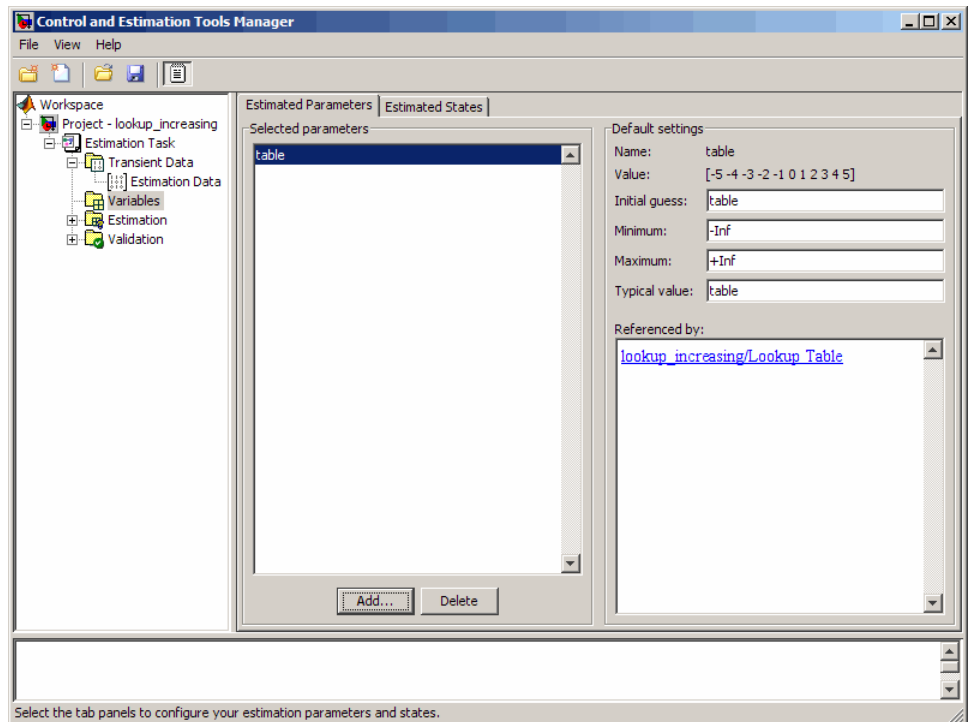 Control and Estimation Tools Manager
File View Help
Workspace
Project - lookup_increasing
Estimation Task
Transient Data
Estimation Data
Variables
Estimation
Validation
Estimated Parameters
Estimated States
Selected parameters
table
Add...
Delete
Default settings
Name: table
Value: [-5 -4 -3 -2 -1 0 1 2 3 4 5]
Initial guess: table
Minimum: -Inf
Maximum: +Inf
Typical value: table
Referenced by:
lookup_increasing/Lookup Table
Select the tab panels to configure your estimation parameters and states.